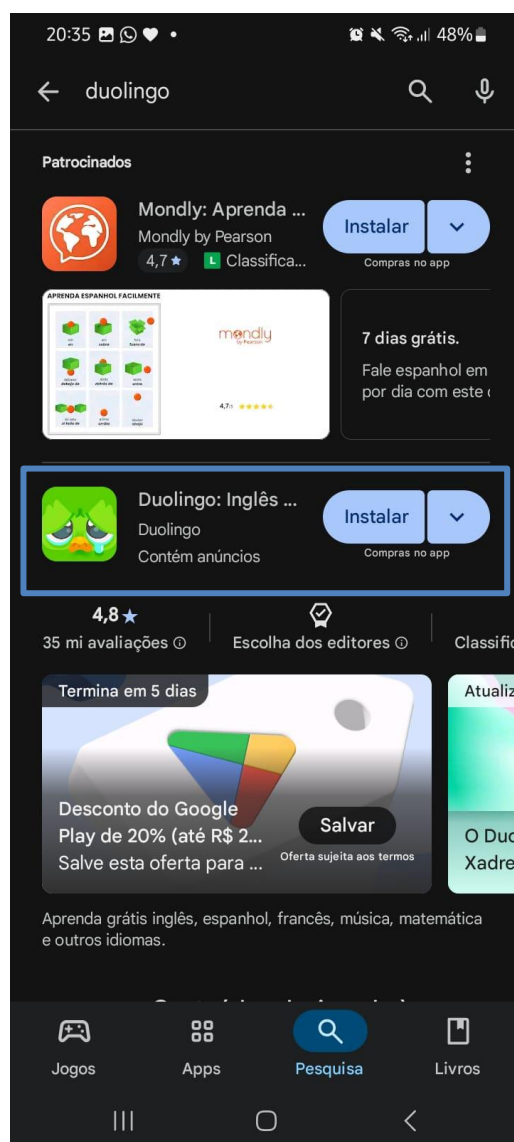 20:35
48%
duolingo
Patrocinados
Mondly: Aprenda ...
Mondly by Pearson
4,7 ★ L Classifica...
Instalar
Compras no app
APRENDA ESPANHOL FACILMENTE
mondly
by Pearson
4,7
7 dias grátis.
Fale espanhol em
por dia com este
Duolingo: Inglês ...
Duolingo
Contém anúncios
Instalar
Compras no app
4,8★
35 mi avaliações
Escolha dos editores
Classific
Termina em 5 dias
Desconto do Google
Play de 20% (até R$ 2...
Salve esta oferta para ...
Salvar
Oferta sujeita aos termos
Atualiz
O Duo
Xadre
Aprenda grátis inglês, espanhol, francês, música, matemática
e outros idiomas.
Jogos
Apps
Pesquisa
Livros